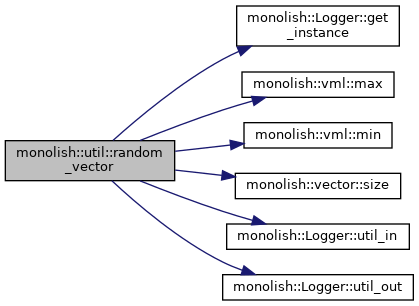 monolish::util::random
_vector
monolish::Logger::get
_instance
monolish::vml::max
monolish::vml::min
monolish::vector::size
monolish::Logger::util_in
monolish::Logger::util_out